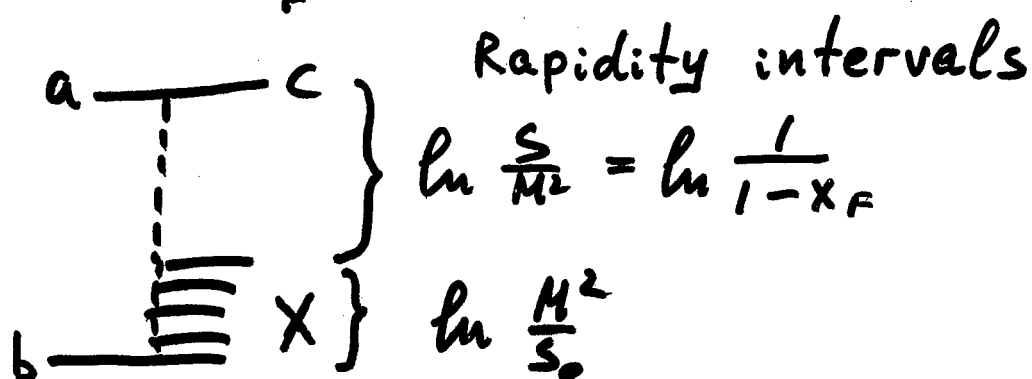 Rapidity intervals
a c
ln S/M² = ln 1/(1-x_F)
X ln M²/S₀
b